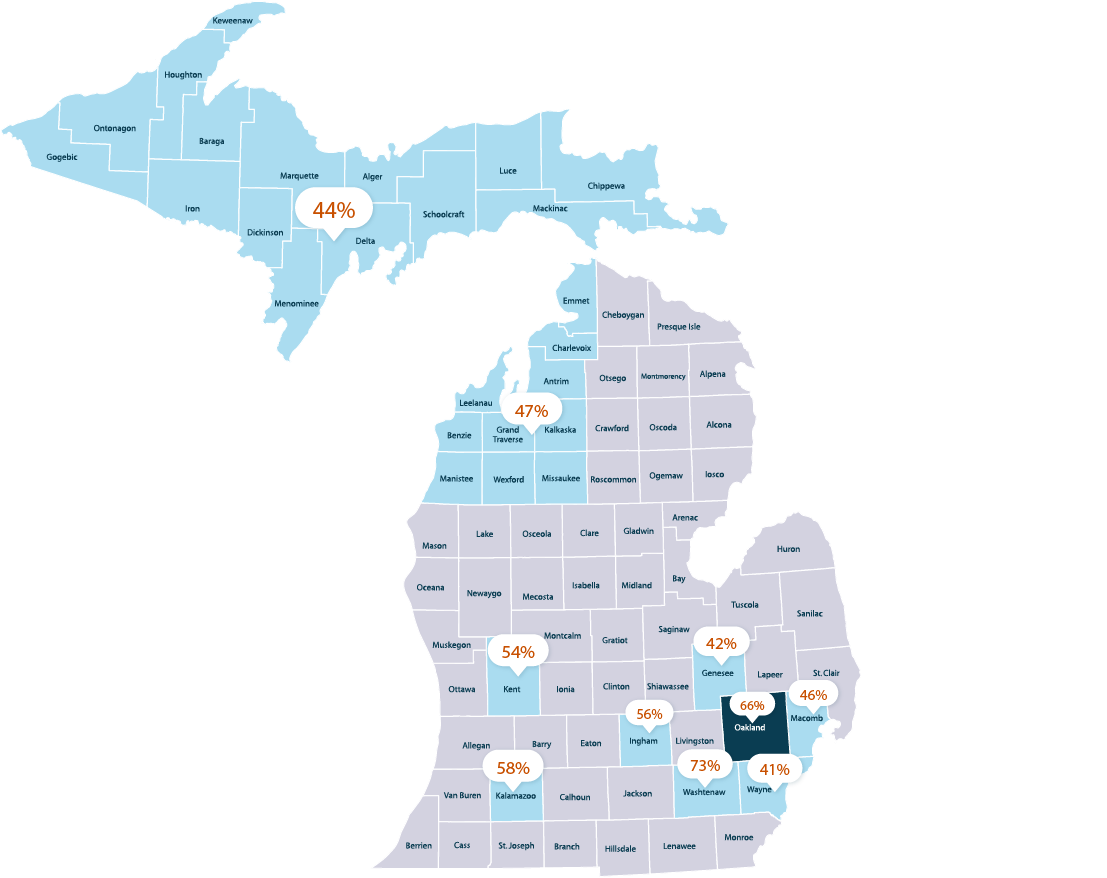 Keweenaw
Houghton
Ontonagon
Baraga
Gogebic
Marquette
Alger
Luce
Chippewa
Iron
44%
Schoolcraft
Mackinac
Dickinson
Delta
Menominee
Emmet
Cheboygan
Presque Isle
Charlevoix
Antrim
Otsego
Montmorency
Alpena
Leelanau
47%
Benzie
Grand
Traverse
Kalkaska
Crawford
Oscoda
Alcona
Manistee
Wexford
Missaukee
Roscommon
Ogemaw
Iosco
Mason
Lake
Osceola
Clare
Gladwin
Arenac
Huron
Oceana
Newaygo
Mecosta
Isabella
Midland
Bay
Tuscola
Sanilac
Muskegon
54%
Montcalm
Gratiot
Saginaw
42%
Ottawa
Kent
Ionia
Clinton
Shiawassee
Genesee
Lapeer
St. Clair
56%
66%
46%
Allegan
Barry
Eaton
Ingham
Livingston
Oakland
Macomb
58%
73%
41%
Van Buren
Kalamazoo
Calhoun
Jackson
Washtenaw
Wayne
Berrien
Cass
St. Joseph
Branch
Hillsdale
Lenawee
Monroe